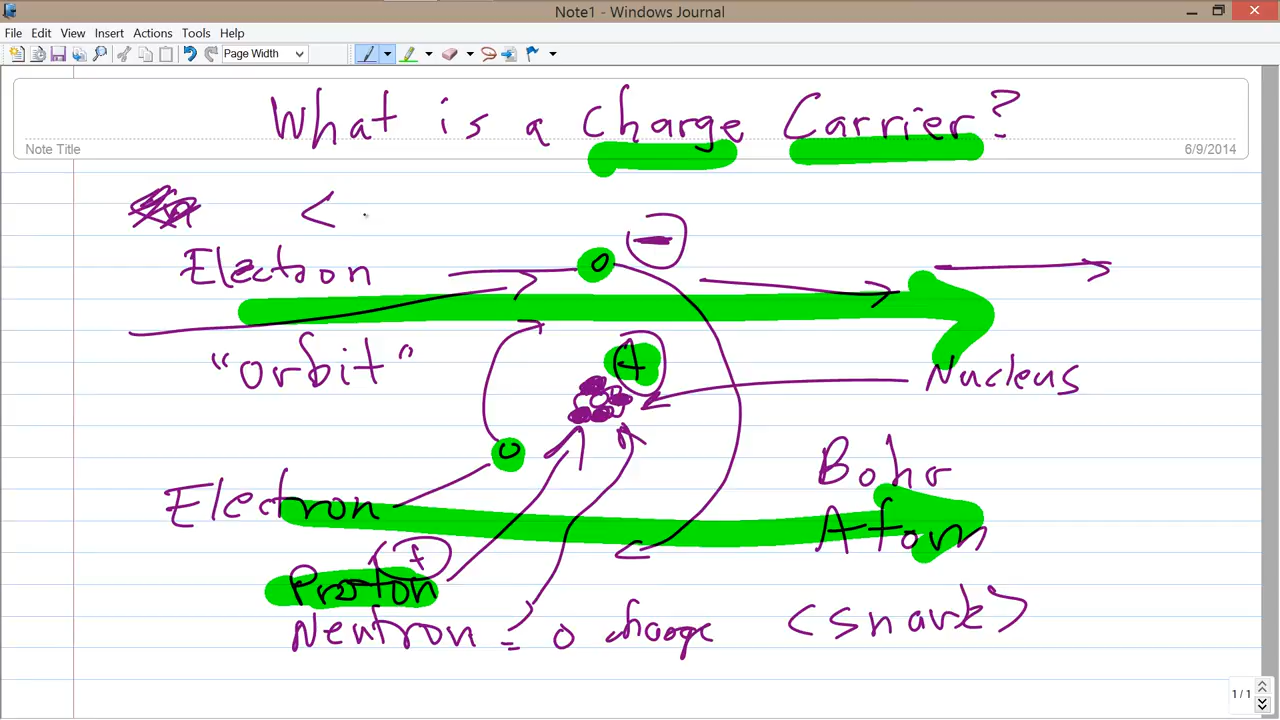 Note1 - Windows Journal
File Edit View Insert Actions Tools Help
Page Width
What is a charge Carrier?
Note Title
6/9/2014
<
−
Electron
+
"orbit"
Nucleus
Bohr
Electron
Atom
+
Proton
Neutron = 0 charge
(snark)
1/1